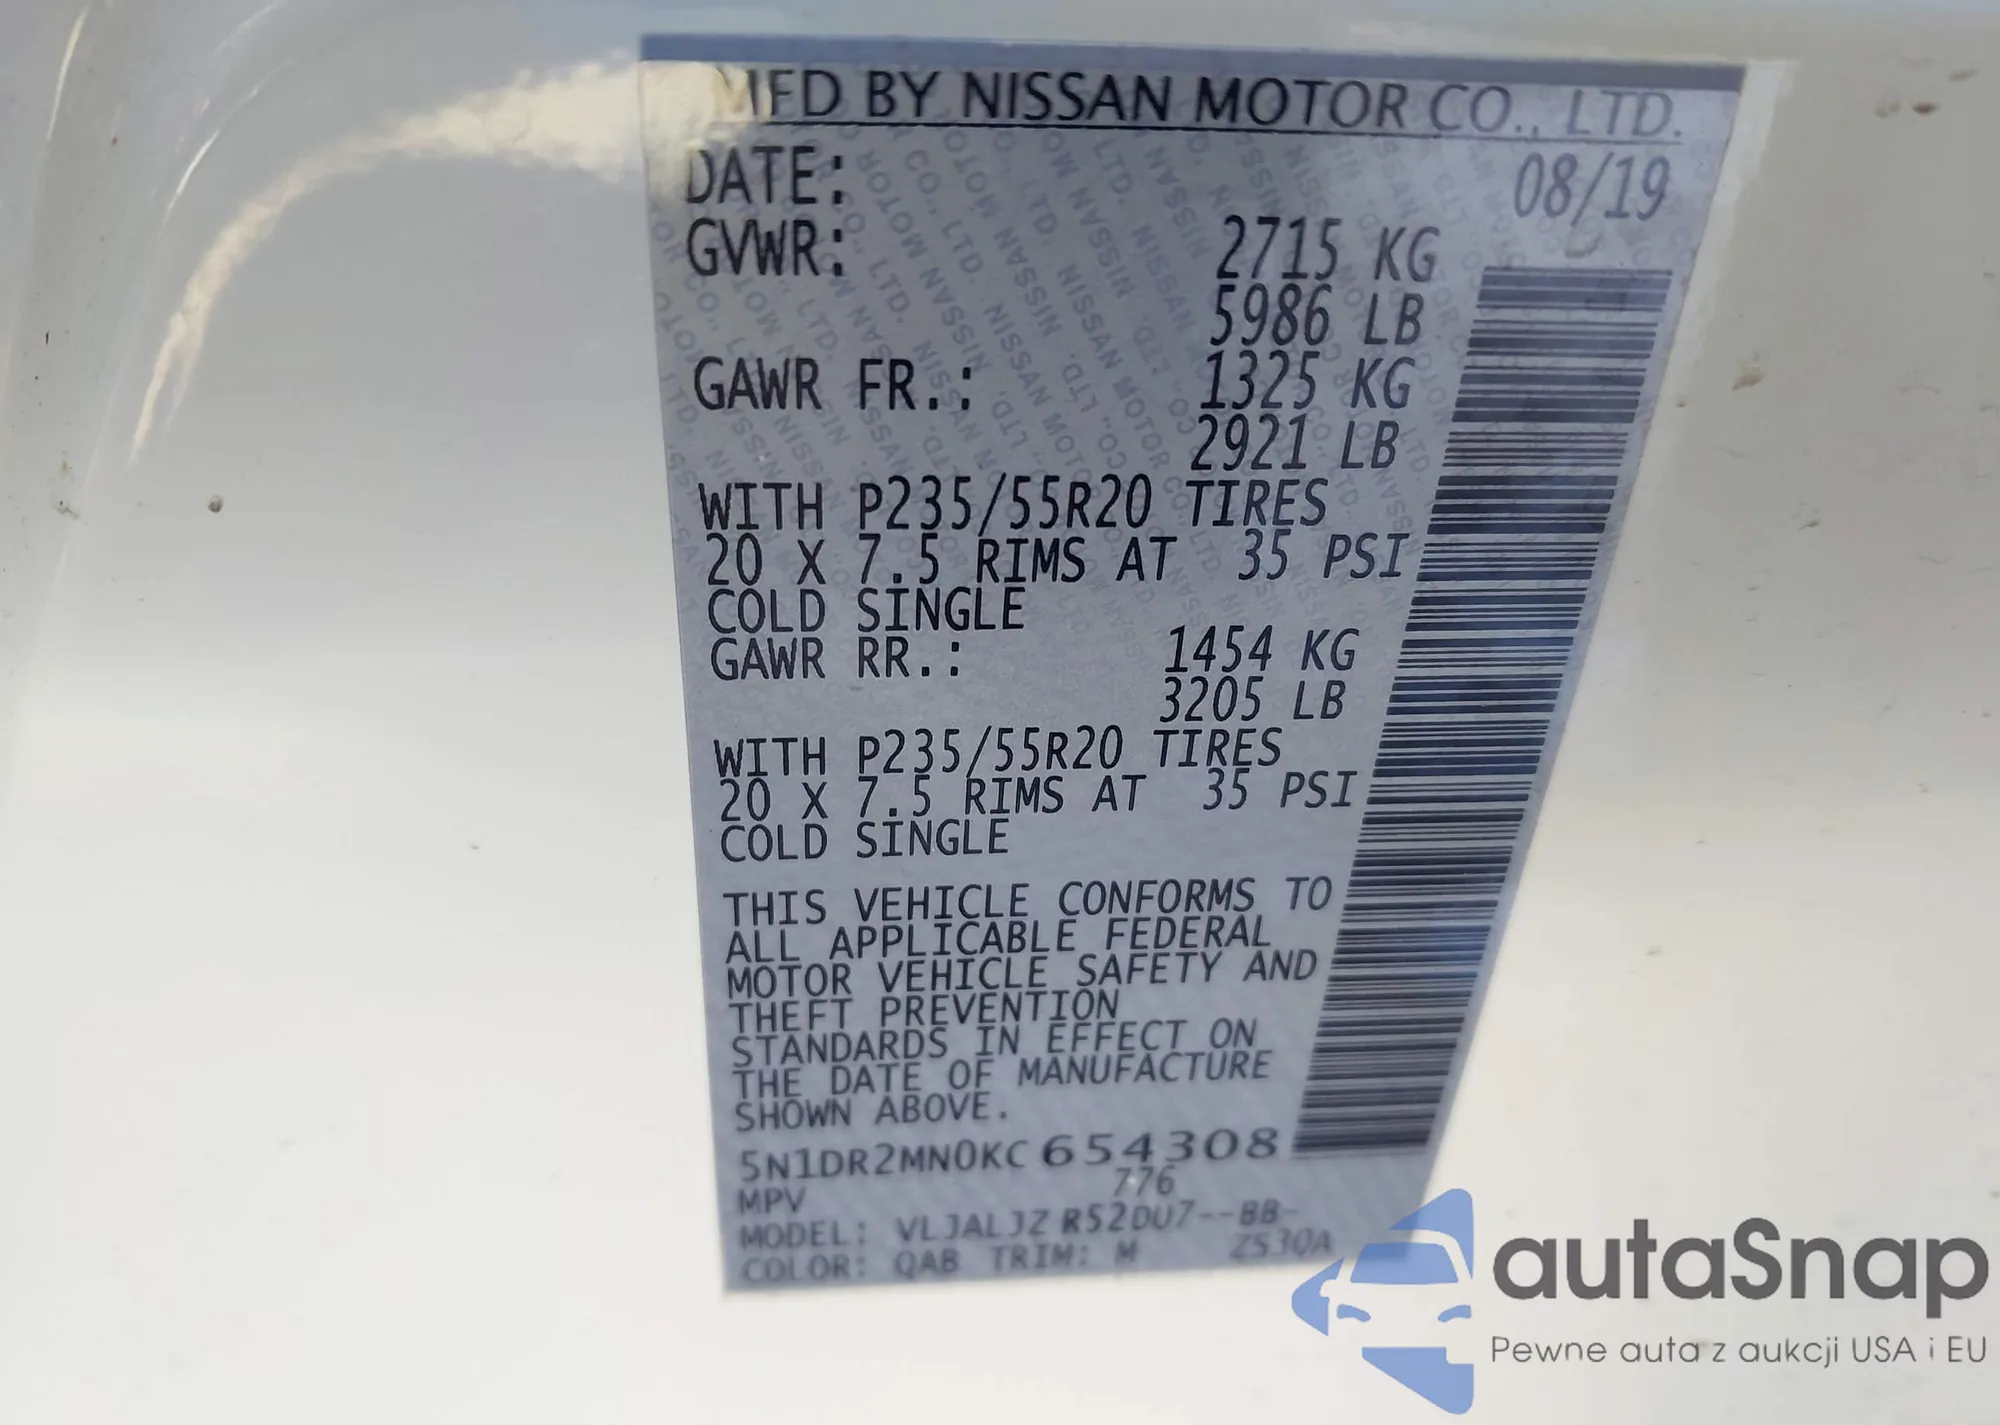 MFD BY NISSAN MOTOR CO., LTD.
DATE: 08/19
GVWR: 2715 KG
5986 LB
GAWR FR.: 1325 KG
2921 LB
WITH P235/55R20 TIRES
20 X 7.5 RIMS AT 35 PSI
COLD SINGLE
GAWR RR.: 1454 KG
3205 LB
WITH P235/55R20 TIRES
20 X 7.5 RIMS AT 35 PSI
COLD SINGLE
THIS VEHICLE CONFORMS TO
ALL APPLICABLE FEDERAL
MOTOR VEHICLE SAFETY AND
THEFT PREVENTION
STANDARDS IN EFFECT ON
THE DATE OF MANUFACTURE
SHOWN ABOVE.
5N1DR2MN0KC654308
MPV 776
MODEL: VLJALJZ R52DU7--BB-
COLOR: QAB TRIM: M ZS30A
autaSnap
Pewne auta z aukcji USA i EU